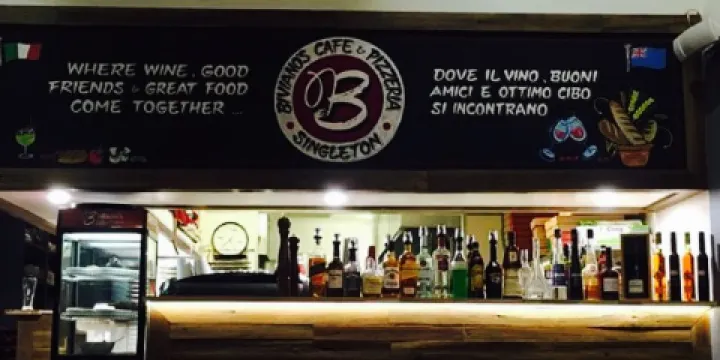 WHERE WINE, GOOD
FRIENDS & GREAT FOOD
COME TOGETHER ...
BIVIANO'S CAFE & PIZZERIA
B
SINGLETON
DOVE IL VINO, BUONI
AMICI E OTTIMO CIBO
SI INCONTRANO